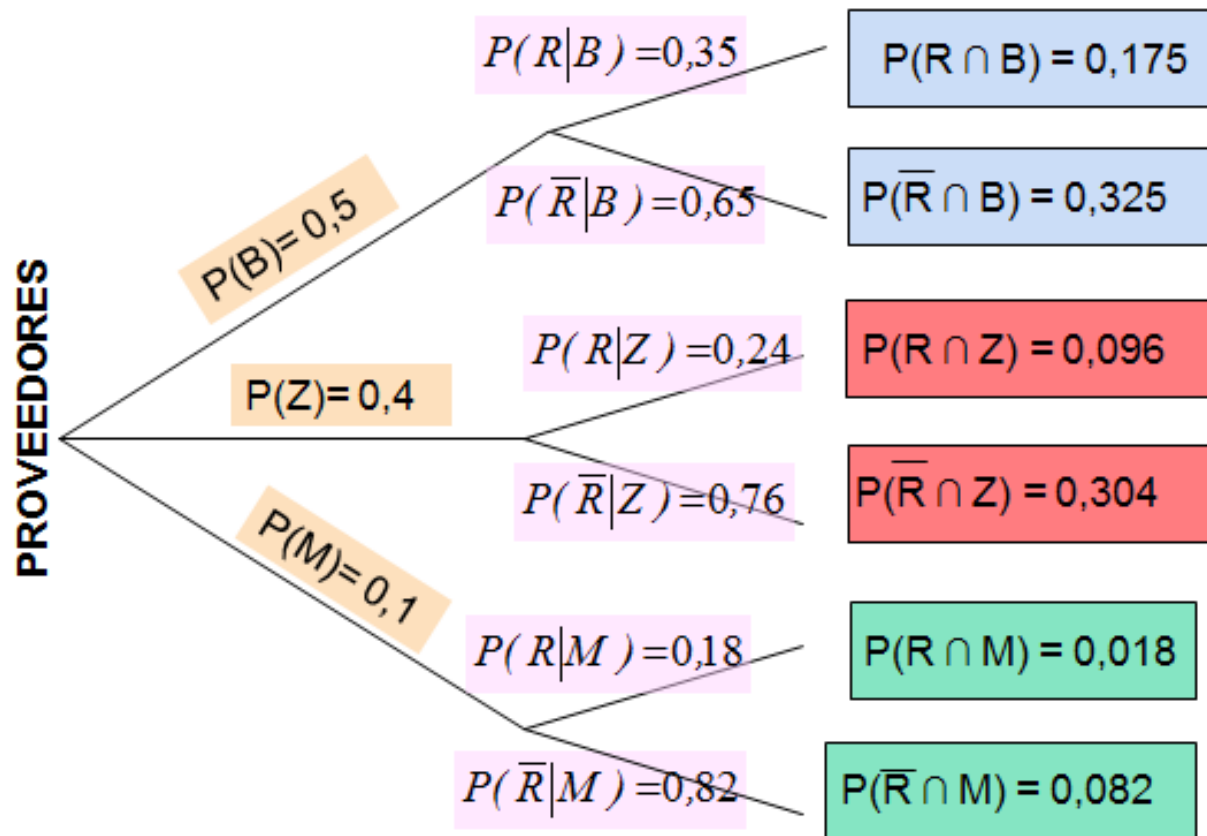 PROVEEDORES
P(B)= 0,5
P(R|B)=0,35
P(R ∩ B) = 0,175
P(R̅|B)=0,65
P(R̅ ∩ B) = 0,325
P(Z)= 0,4
P(R|Z)=0,24
P(R ∩ Z) = 0,096
P(R̅|Z)=0,76
P(R̅ ∩ Z) = 0,304
P(M)= 0,1
P(R|M)=0,18
P(R ∩ M) = 0,018
P(R̅|M)=0,82
P(R̅ ∩ M) = 0,082